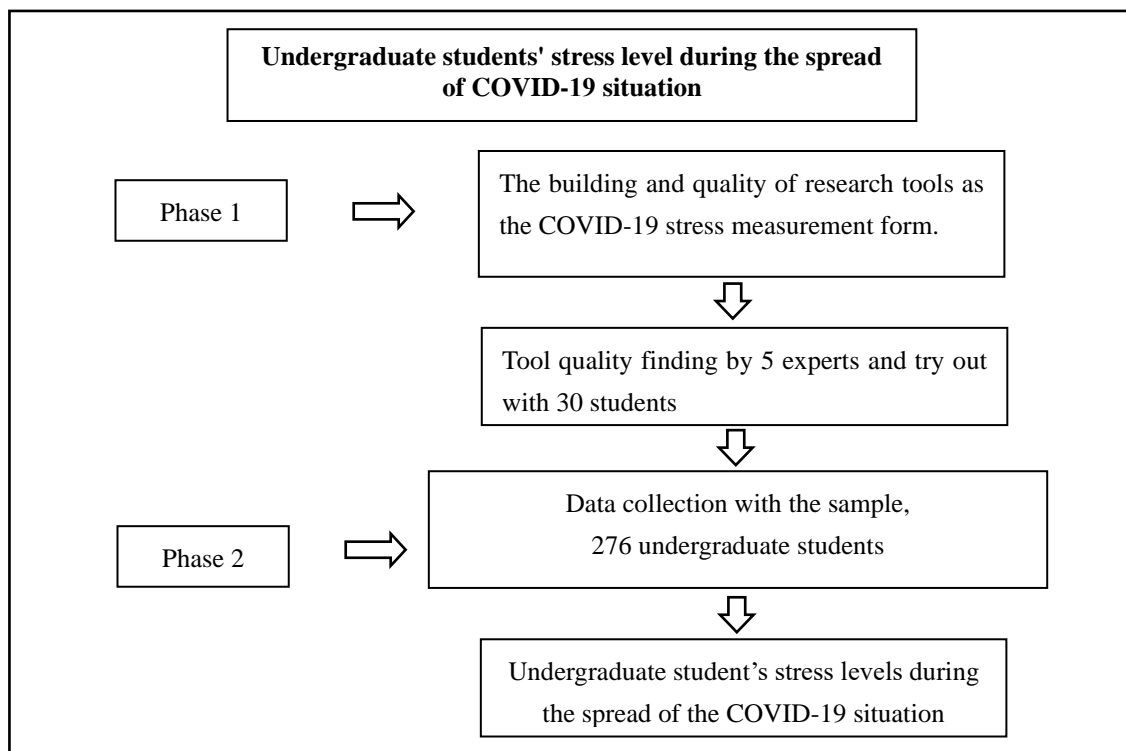 Undergraduate students' stress level during the spread
of COVID-19 situation
Phase 1
The building and quality of research tools as
the COVID-19 stress measurement form.
Tool quality finding by 5 experts and try out
with 30 students
Phase 2
Data collection with the sample,
276 undergraduate students
Undergraduate student’s stress levels during
the spread of the COVID-19 situation